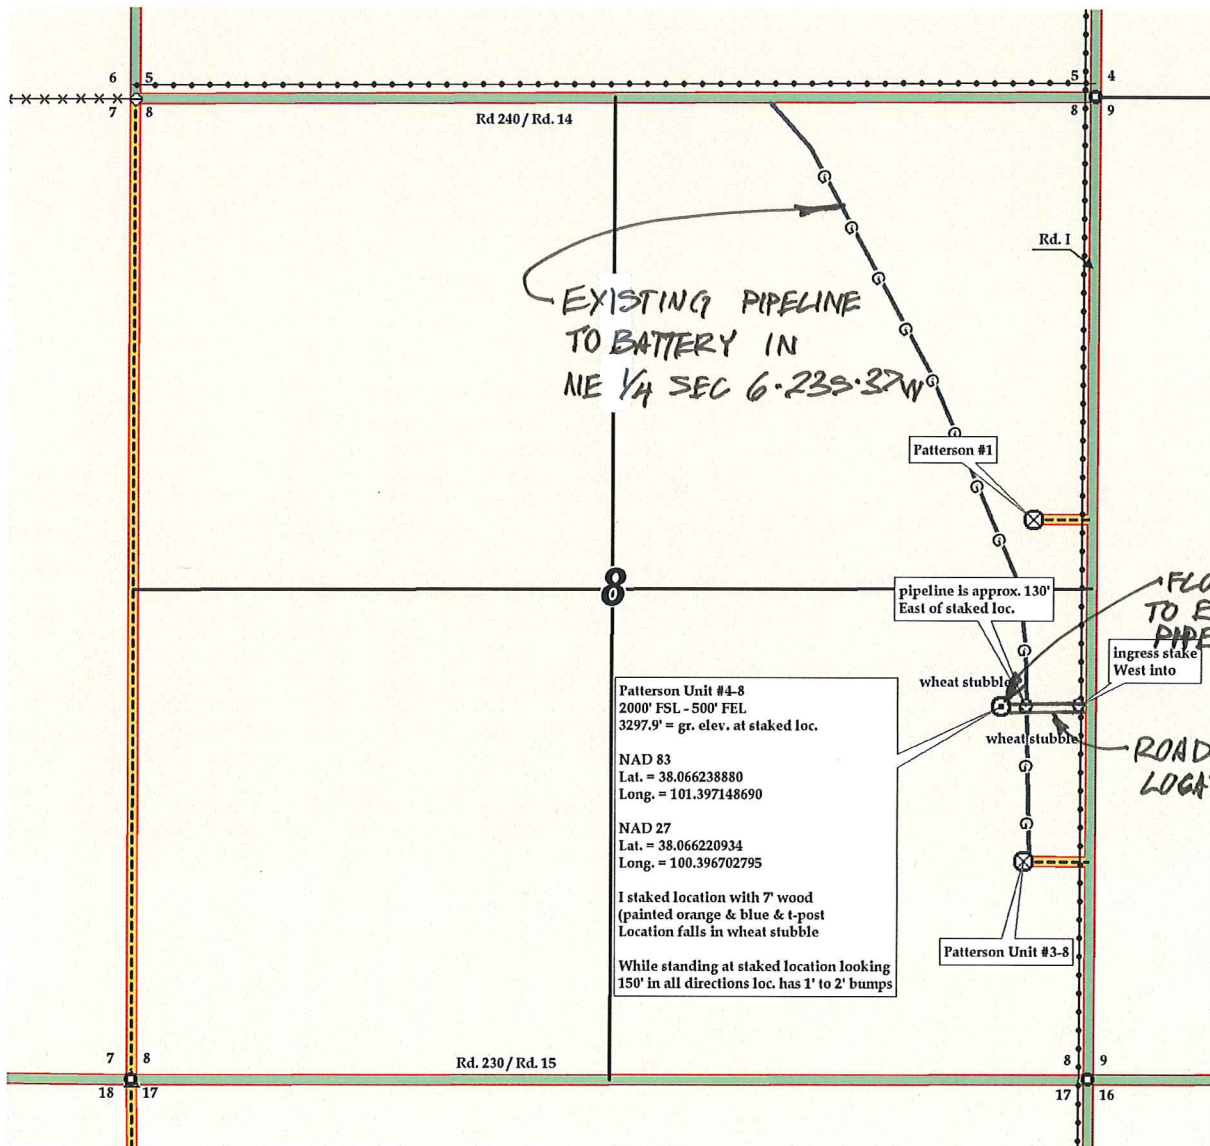 6 5
5 4
7 8
8 9
Rd 240 / Rd. 14
Rd. I
EXISTING PIPELINE
TO BATTERY IN
NE 1/4 SEC 6-23S-37W
Patterson #1
8
pipeline is approx. 130'
East of staked loc.
TO
ingress stake
West into
wheat stubble
wheat stubble
ROAD
Patterson Unit #4-8
2000' FSL - 500' FEL
3297.9' = gr. elev. at staked loc.
NAD 83
Lat. = 38.066238880
Long. = 101.397148690
NAD 27
Lat. = 38.066220934
Long. = 100.396702795
I staked location with 7' wood
(painted orange & blue & t-post
Location falls in wheat stubble
While standing at staked location looking
150' in all directions loc. has 1' to 2' bumps
Patterson Unit #3-8
Rd. 230 / Rd. 15
7 8
8 9
18 17
17 16